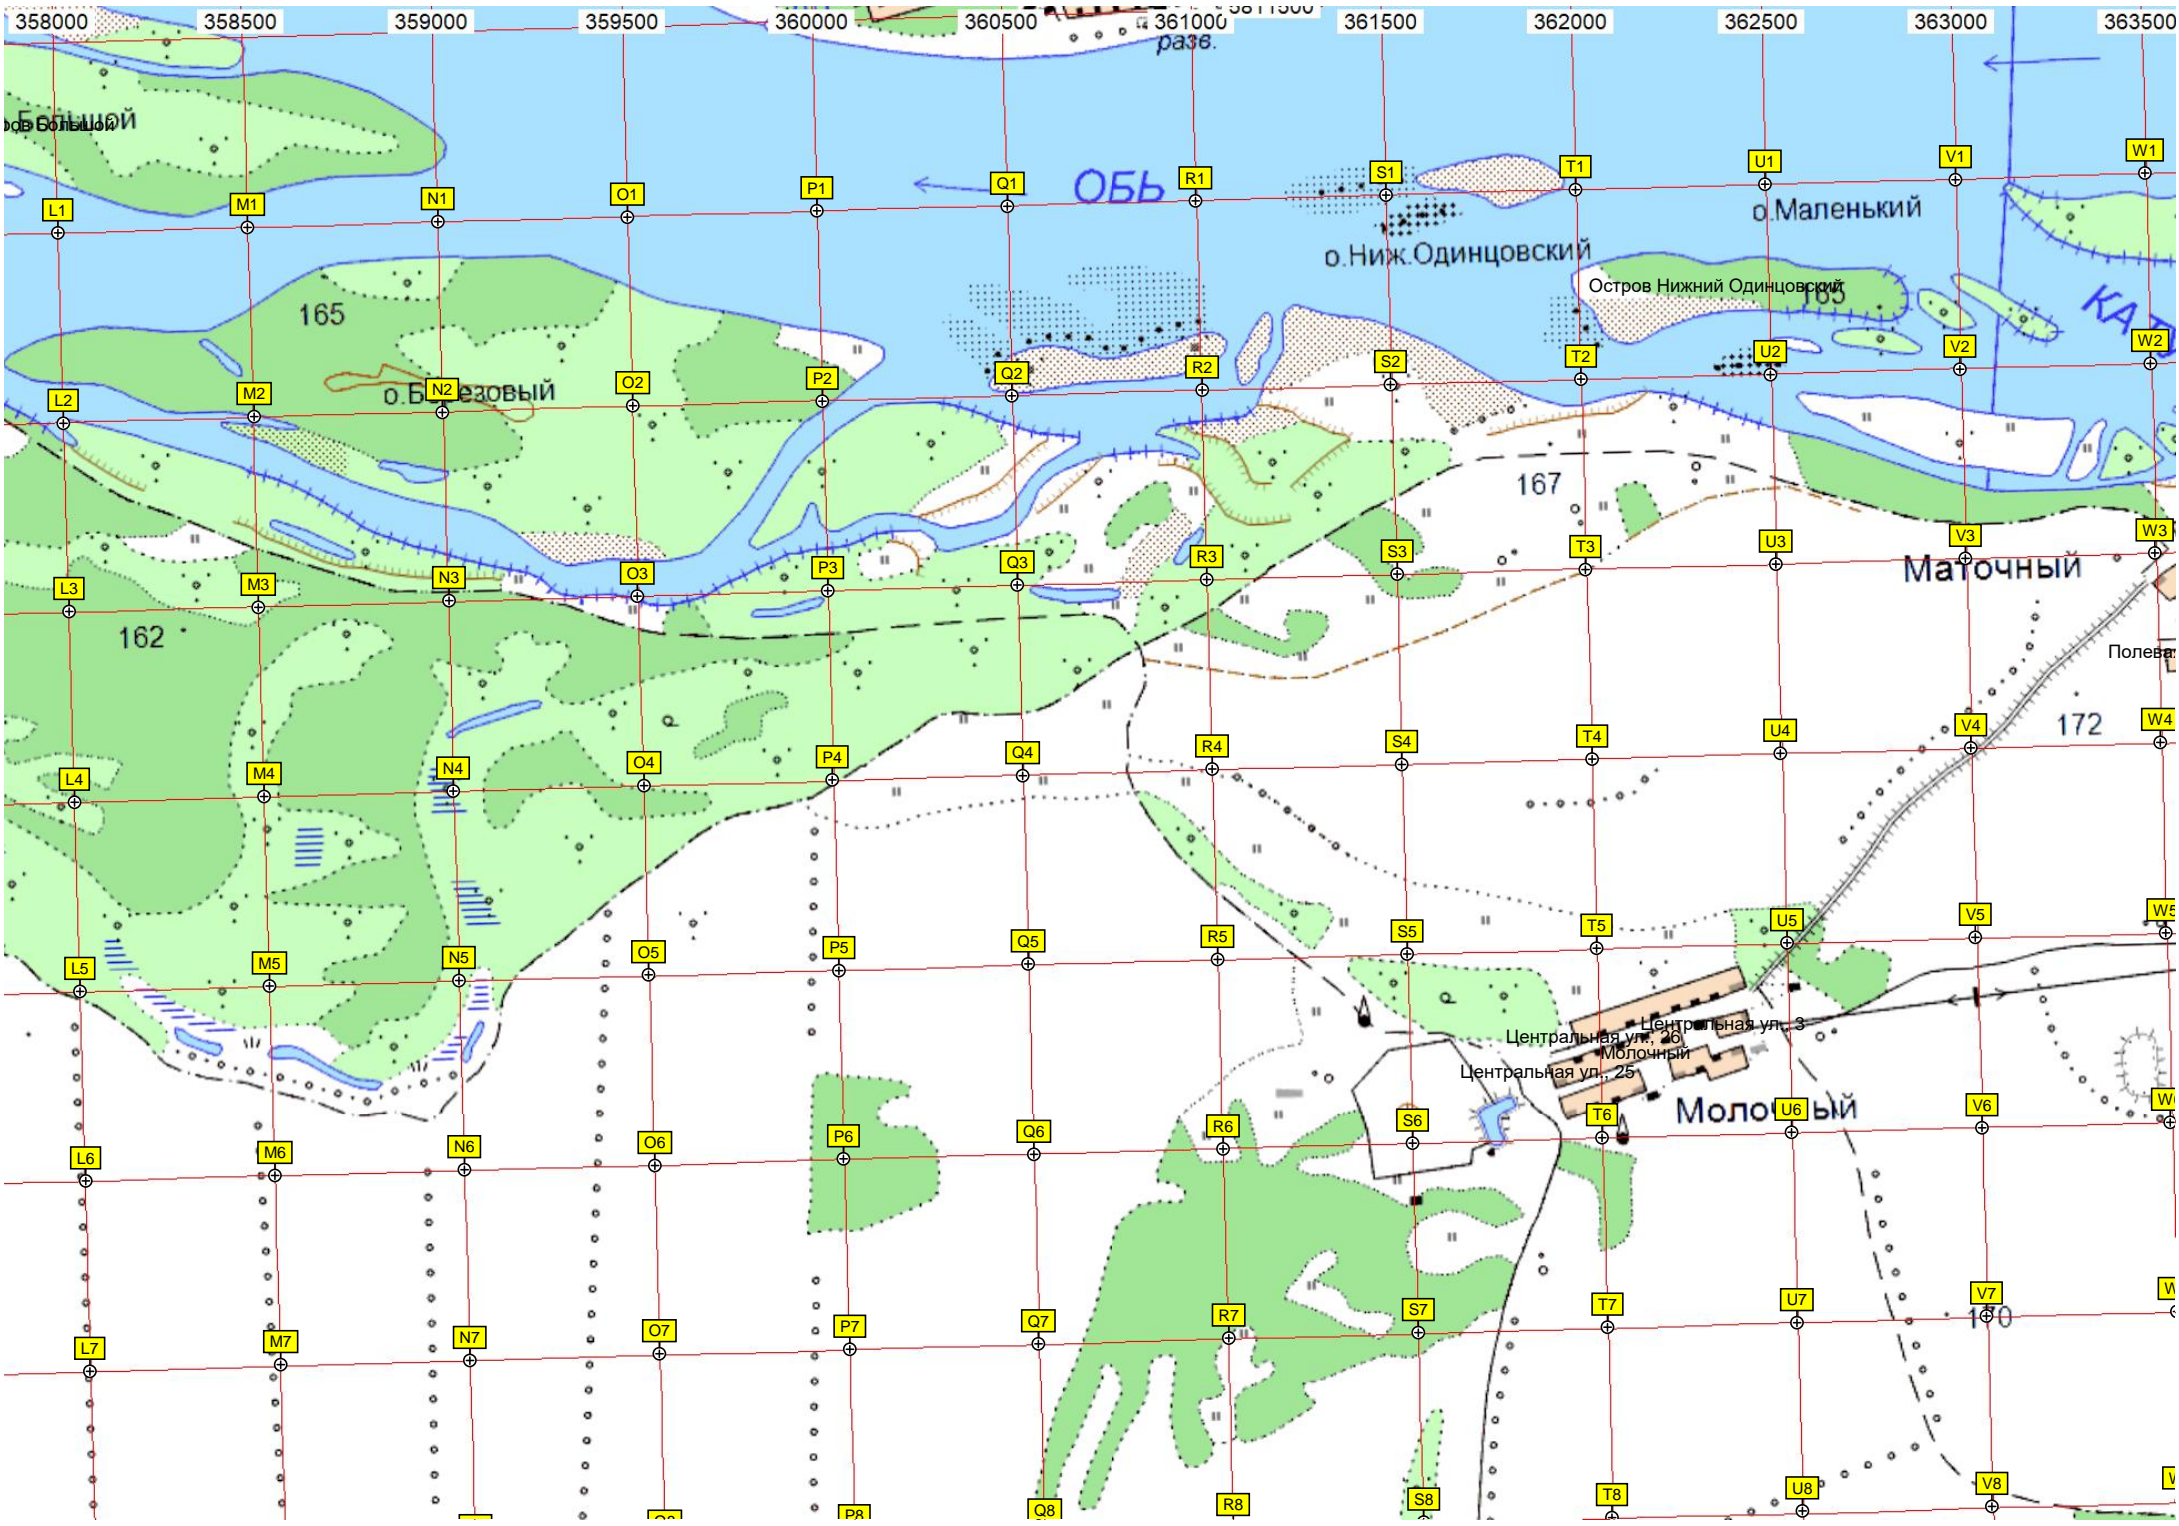 358000 358500 359000 359500 360000 360500 361000 361500 362000 362500 363000 363500
5811500
разв.
Большой
ров Большой
L1 M1 N1 O1 P1 Q1 ОБЬ R1 S1 T1 U1 V1 W1
о.Маленький
о.Ниж.Одинцовский
Остров Нижний Одинцовский
165
165
L2 M2 N2 O2 P2 Q2 R2 S2 T2 U2 V2 W2
о.Березовый
167
L3 M3 N3 O3 P3 Q3 R3 S3 T3 U3 V3 W3
Маточный
162
Полевая
172
L4 M4 N4 O4 P4 Q4 R4 S4 T4 U4 V4 W4
L5 M5 N5 O5 P5 Q5 R5 S5 T5 U5 V5 W5
Центральная ул., 3
Центральная ул., 26
Молочный
Центральная ул., 25
Молочный
L6 M6 N6 O6 P6 Q6 R6 S6 T6 U6 V6
L7 M7 N7 O7 P7 Q7 R7 S7 T7 U7 V7
170
P8 Q8 R8 S8 T8 U8 V8